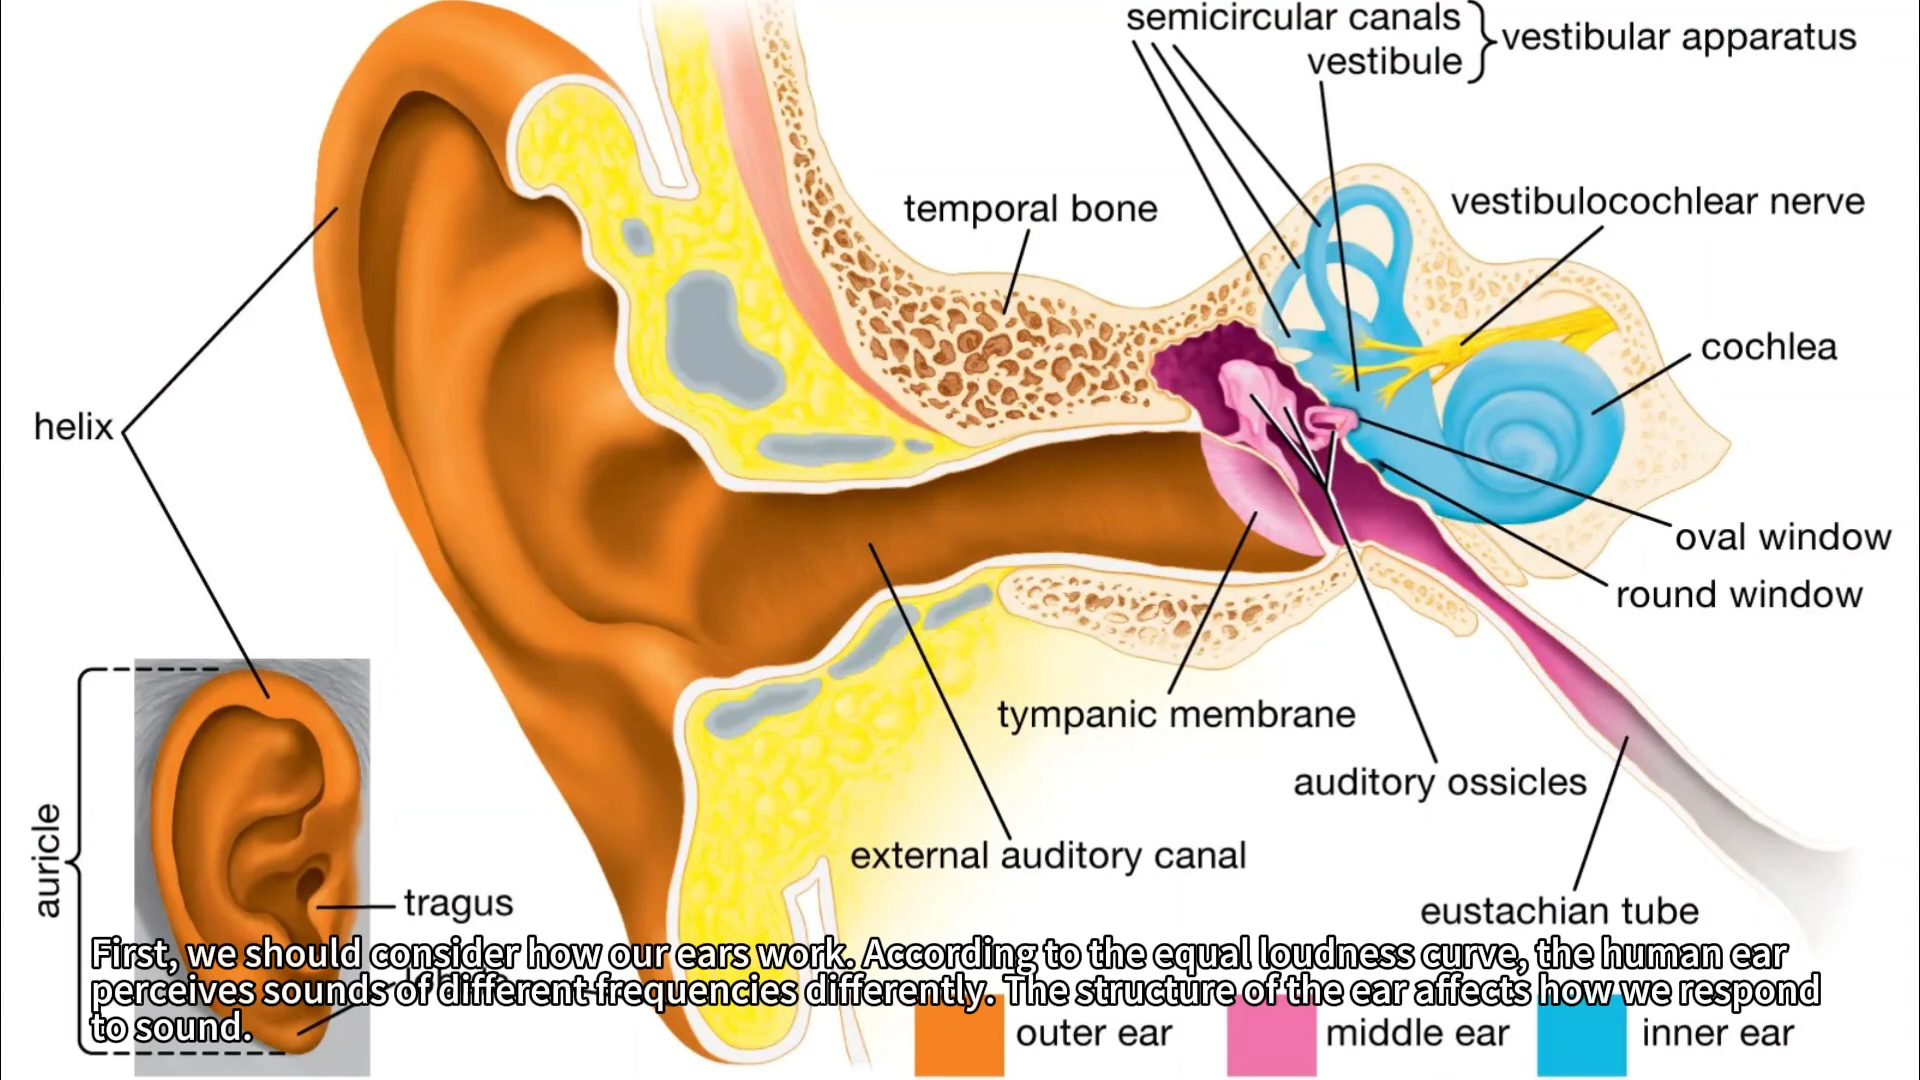 semicircular canals
vestibule
vestibular apparatus
vestibulocochlear nerve
temporal bone
cochlea
helix
oval window
round window
tympanic membrane
auditory ossicles
external auditory canal
auricle
tragus
eustachian tube
First, we should consider how our ears work. According to the equal loudness curve, the human ear
perceives sounds of different frequencies differently. The structure of the ear affects how we respond
to sound.
outer ear
middle ear
inner ear